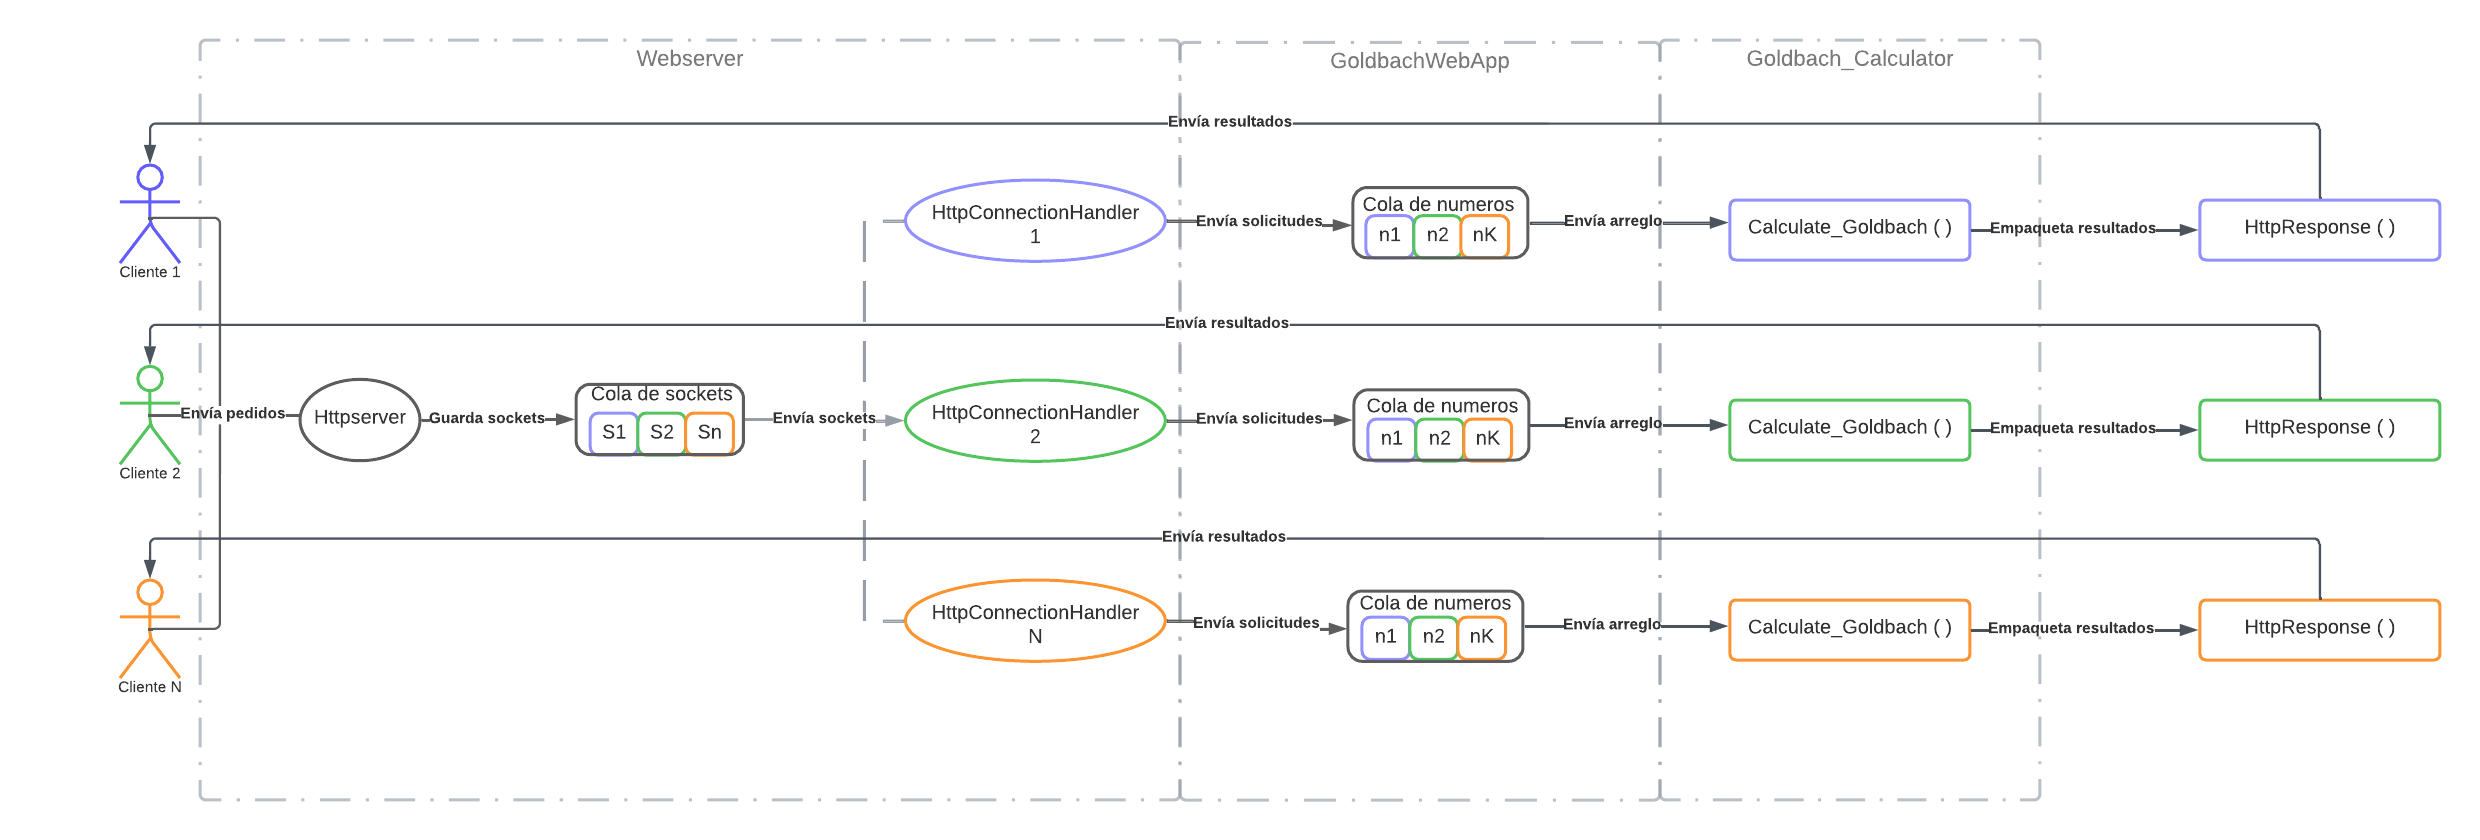 Webserver
GoldbachWebApp
Goldbach_Calculator
Envía resultados
Cliente 1
HttpConnectionHandler
1
Envía solicitudes
Cola de numeros
n1 n2 nK
Envía arreglo
Calculate_Goldbach ( )
Empaqueta resultados
HttpResponse ( )
Envía resultados
Cliente 2
Envía pedidos
Httpserver
Guarda sockets
Cola de sockets
S1 S2 Sn
Envía sockets
HttpConnectionHandler
2
Envía solicitudes
Cola de numeros
n1 n2 nK
Envía arreglo
Calculate_Goldbach ( )
Empaqueta resultados
HttpResponse ( )
Envía resultados
Cliente N
HttpConnectionHandler
N
Envía solicitudes
Cola de numeros
n1 n2 nK
Envía arreglo
Calculate_Goldbach ( )
Empaqueta resultados
HttpResponse ( )